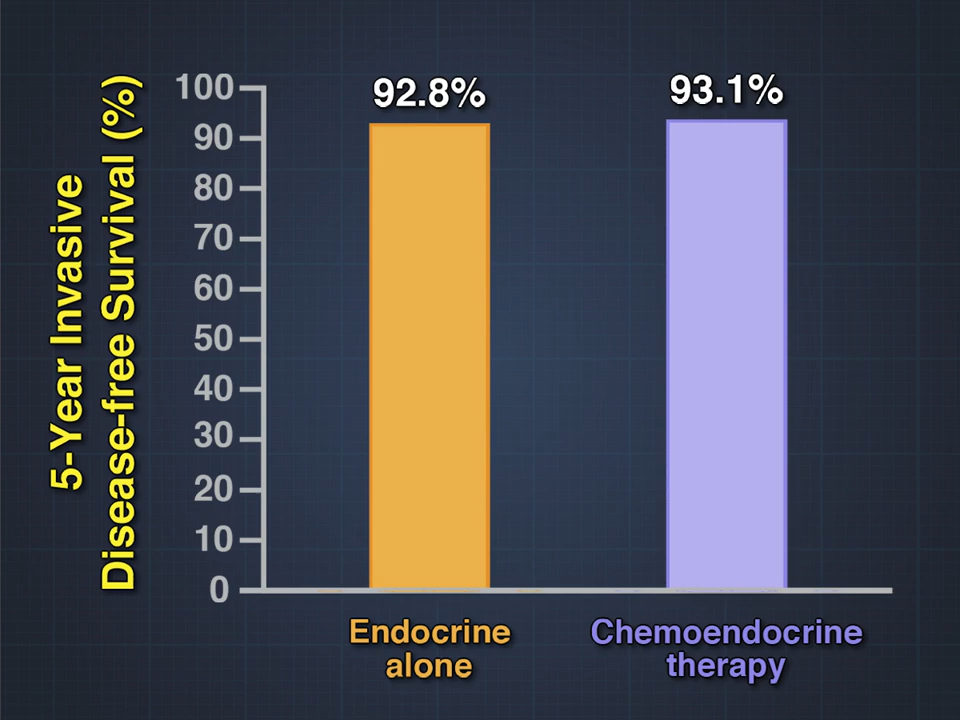 5-Year Invasive
Disease-free Survival (%)
100
90
80
70
60
50
40
30
20
10
0
92.8%
93.1%
Endocrine
alone
Chemoendocrine
therapy